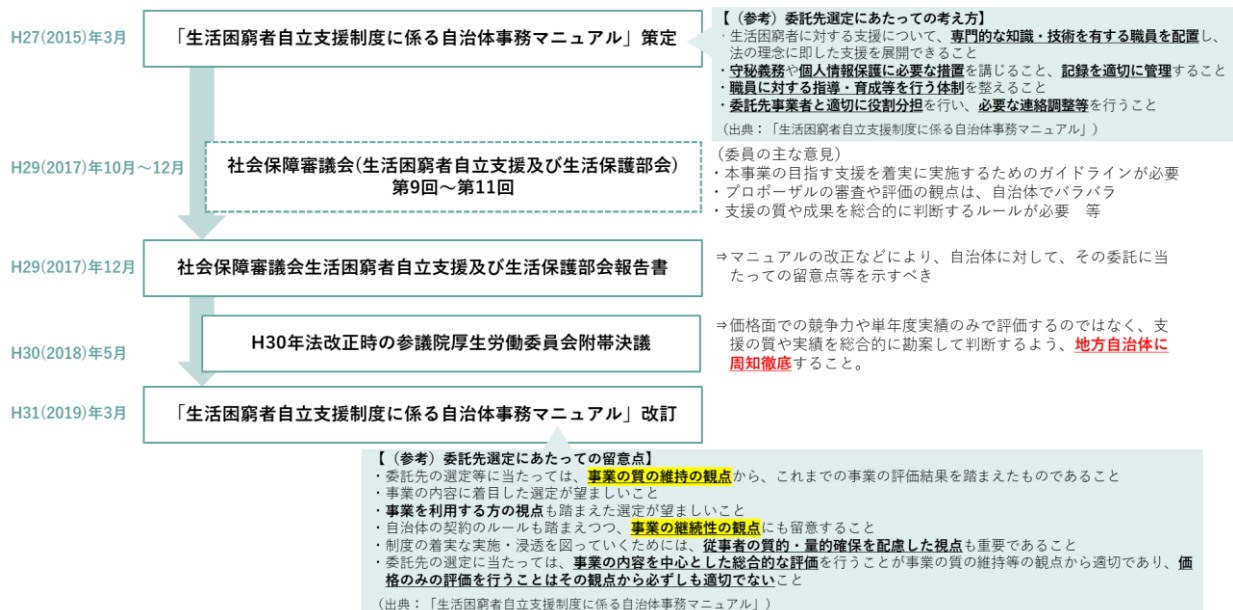 H27(2015)年3月
「生活困窮者自立支援制度に係る自治体事務マニュアル」策定
【（参考）委託先選定にあたっての考え方】
・生活困窮者に対する支援について、専門的な知識・技術を有する職員を配置し、
法の理念に即した支援を展開できること
・守秘義務や個人情報保護に必要な措置を講じること、記録を適切に管理すること
・職員に対する指導・育成等を行う体制を整えること
・委託先事業者と適切に役割分担を行い、必要な連絡調整等を行うこと
（出典：「生活困窮者自立支援制度に係る自治体事務マニュアル」）
H29(2017)年10月～12月
社会保障審議会(生活困窮者自立支援及び生活保護部会)
第9回～第11回
（委員の主な意見）
・本事業の目指す支援を着実に実施するためのガイドラインが必要
・プロポーザルの審査や評価の観点は、自治体でバラバラ
・支援の質や成果を総合的に判断するルールが必要　等
H29(2017)年12月
社会保障審議会生活困窮者自立支援及び生活保護部会報告書
⇒マニュアルの改正などにより、自治体に対して、その委託に当
たっての留意点等を示すべき
H30(2018)年5月
H30年法改正時の参議院厚生労働委員会附帯決議
⇒価格面での競争力や単年度実績のみで評価するのではなく、支
援の質や実績を総合的に勘案して判断するよう、地方自治体に
周知徹底すること。
H31(2019)年3月
「生活困窮者自立支援制度に係る自治体事務マニュアル」改訂
【（参考）委託先選定にあたっての留意点】
・委託先の選定等に当たっては、事業の質の維持の観点から、これまでの事業の評価結果を踏まえたものであること
・事業の内容に着目した選定が望ましいこと
・事業を利用する方の視点も踏まえた選定が望ましいこと
・自治体の契約のルールも踏まえつつ、事業の継続性の観点にも留意すること
・制度の着実な実施・浸透を図っていくためには、従事者の質的・量的確保を配慮した視点も重要であること
・委託先の選定に当たっては、事業の内容を中心とした総合的な評価を行うことが事業の質の維持等の観点から適切であり、価
格のみの評価を行うことはその観点から必ずしも適切でないこと
（出典：「生活困窮者自立支援制度に係る自治体事務マニュアル」）